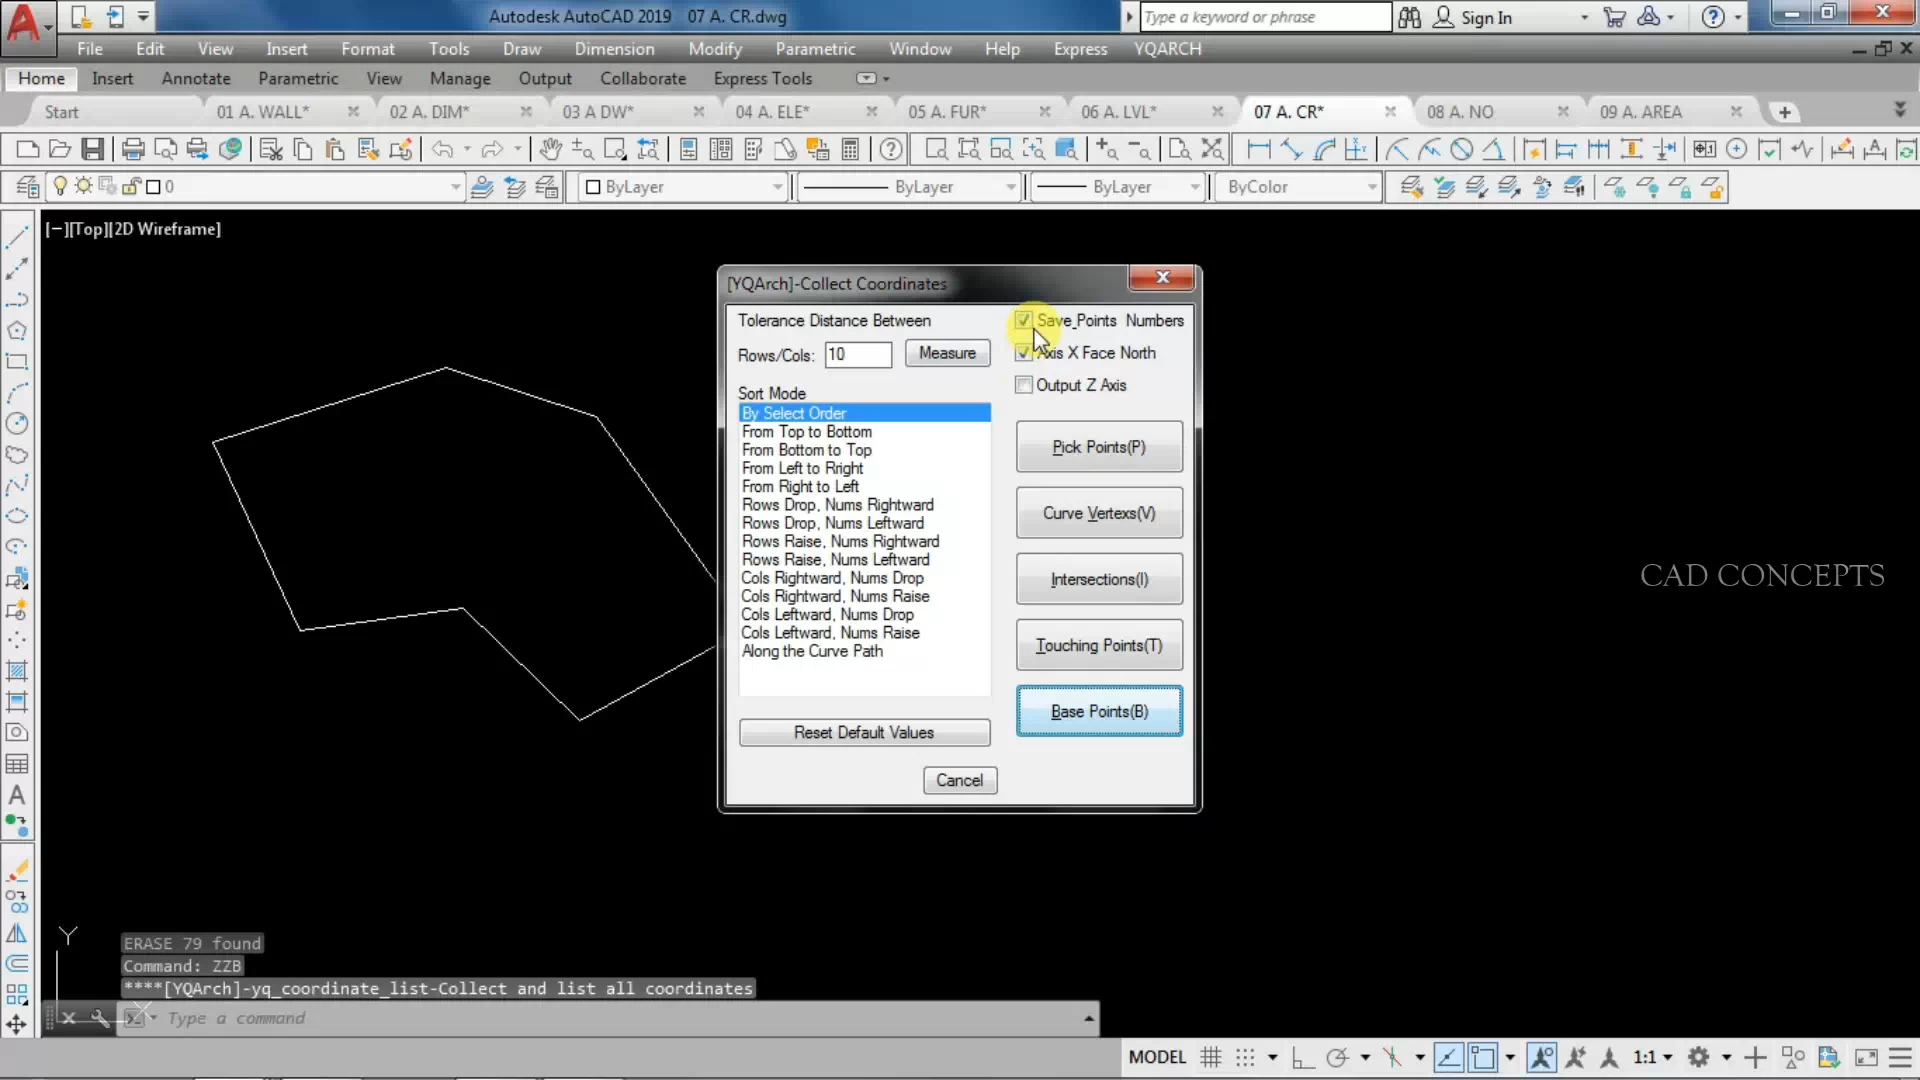 Autodesk AutoCAD 2019 07 A. CR.dwg
Type a keyword or phrase
Sign In
File Edit View Insert Format Tools Draw Dimension Modify Parametric Window Help Express YQARCH
Home Insert Annotate Parametric View Manage Output Collaborate Express Tools
Start 01 A. WALL* 02 A. DIM* 03 A DW* 04 A. ELE* 05 A. FUR* 06 A. LVL* 07 A. CR* 08 A. NO 09 A. AREA
0 ByLayer ByLayer ByLayer ByColor
[−][Top][2D Wireframe]
[YQArch]-Collect Coordinates
Tolerance Distance Between
Rows/Cols: 10 Measure
Save Points Numbers
Axis X Face North
Output Z Axis
Sort Mode
By Select Order
From Top to Bottom
From Bottom to Top
From Left to Rright
From Right to Left
Rows Drop, Nums Rightward
Rows Drop, Nums Leftward
Rows Raise, Nums Rightward
Rows Raise, Nums Leftward
Cols Rightward, Nums Drop
Cols Rightward, Nums Raise
Cols Leftward, Nums Drop
Cols Leftward, Nums Raise
Along the Curve Path
Reset Default Values
Pick Points(P)
Curve Vertexs(V)
Intersections(I)
Touching Points(T)
Base Points(B)
Cancel
CAD CONCEPTS
Y
ERASE 79 found
Command: ZZB
****[YQArch]-yq_coordinate_list-Collect and list all coordinates
Type a command
MODEL 1:1